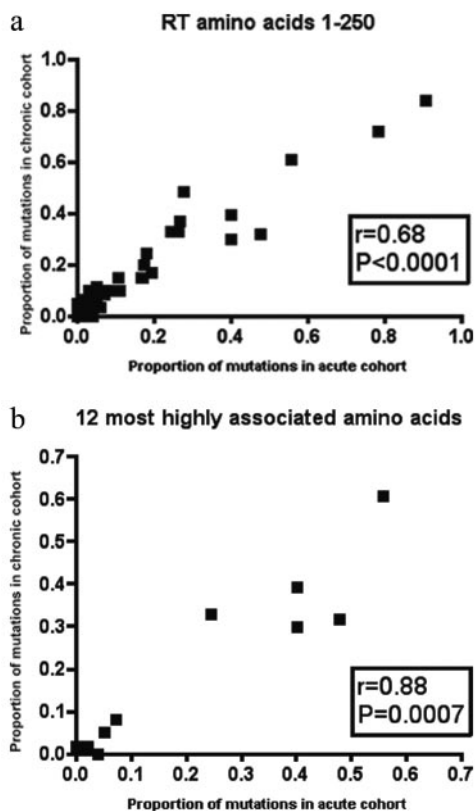 a
RT amino acids 1-250
Proportion of mutations in chronic cohort
1.0
0.8
0.6
0.4
0.2
0.0
r=0.68
P<0.0001
0.0 0.2 0.4 0.6 0.8 1.0
Proportion of mutations in acute cohort
b
12 most highly associated amino acids
Proportion of mutations in chronic cohort
0.7
0.6
0.5
0.4
0.3
0.2
0.1
0.0
r=0.88
P=0.0007
0.0 0.1 0.2 0.3 0.4 0.5 0.6 0.7
Proportion of mutations in acute cohort